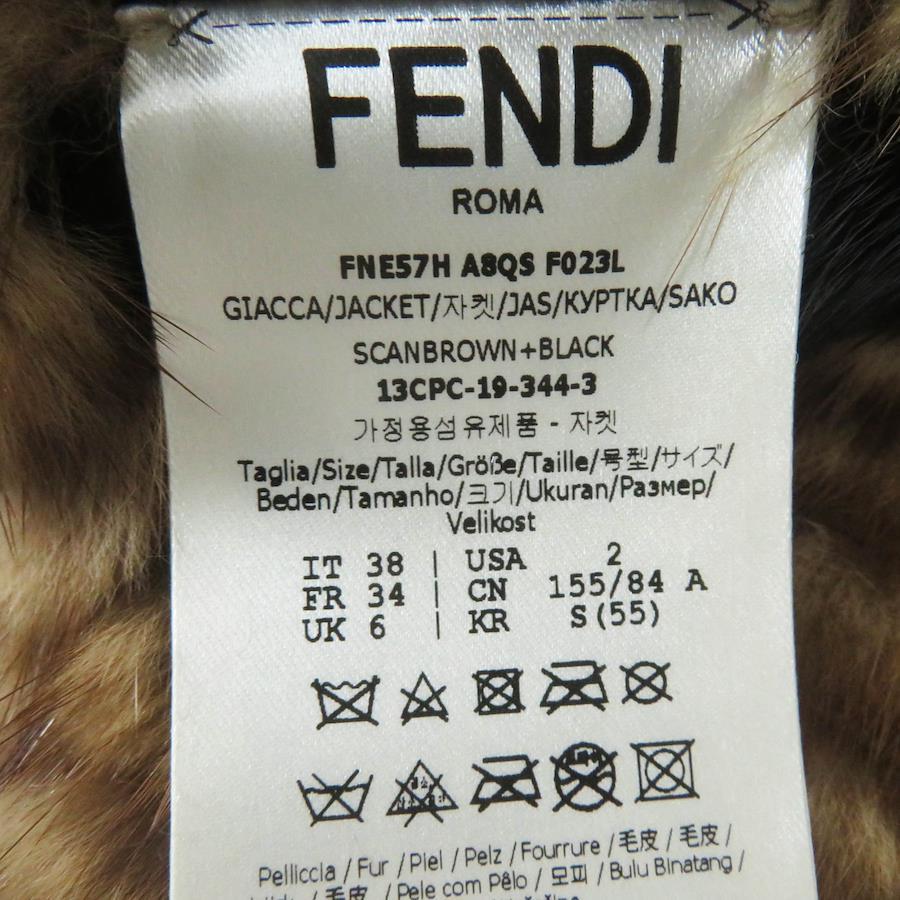 FENDI
ROMA
FNE57H A8QS F023L
GIACCA/JACKET/자켓/JAS/КУРТКА/SAKO
SCANBROWN+BLACK
13CPC-19-344-3
가정용섬유제품 - 자켓
Taglia/Size/Talla/Größe/Taille/号型/サイズ/
Beden/Tamanho/크기/Ukuran/Размер/
Velikost
IT 38 | USA 2
FR 34 | CN 155/84 A
UK 6 | KR S(55)
Pelliccia / Fur / Piel / Pelz / Fourrure / 毛皮 / 毛皮 /
/ 毛皮 / Pele com Pêlo / 모피 / Bulu Binatang /